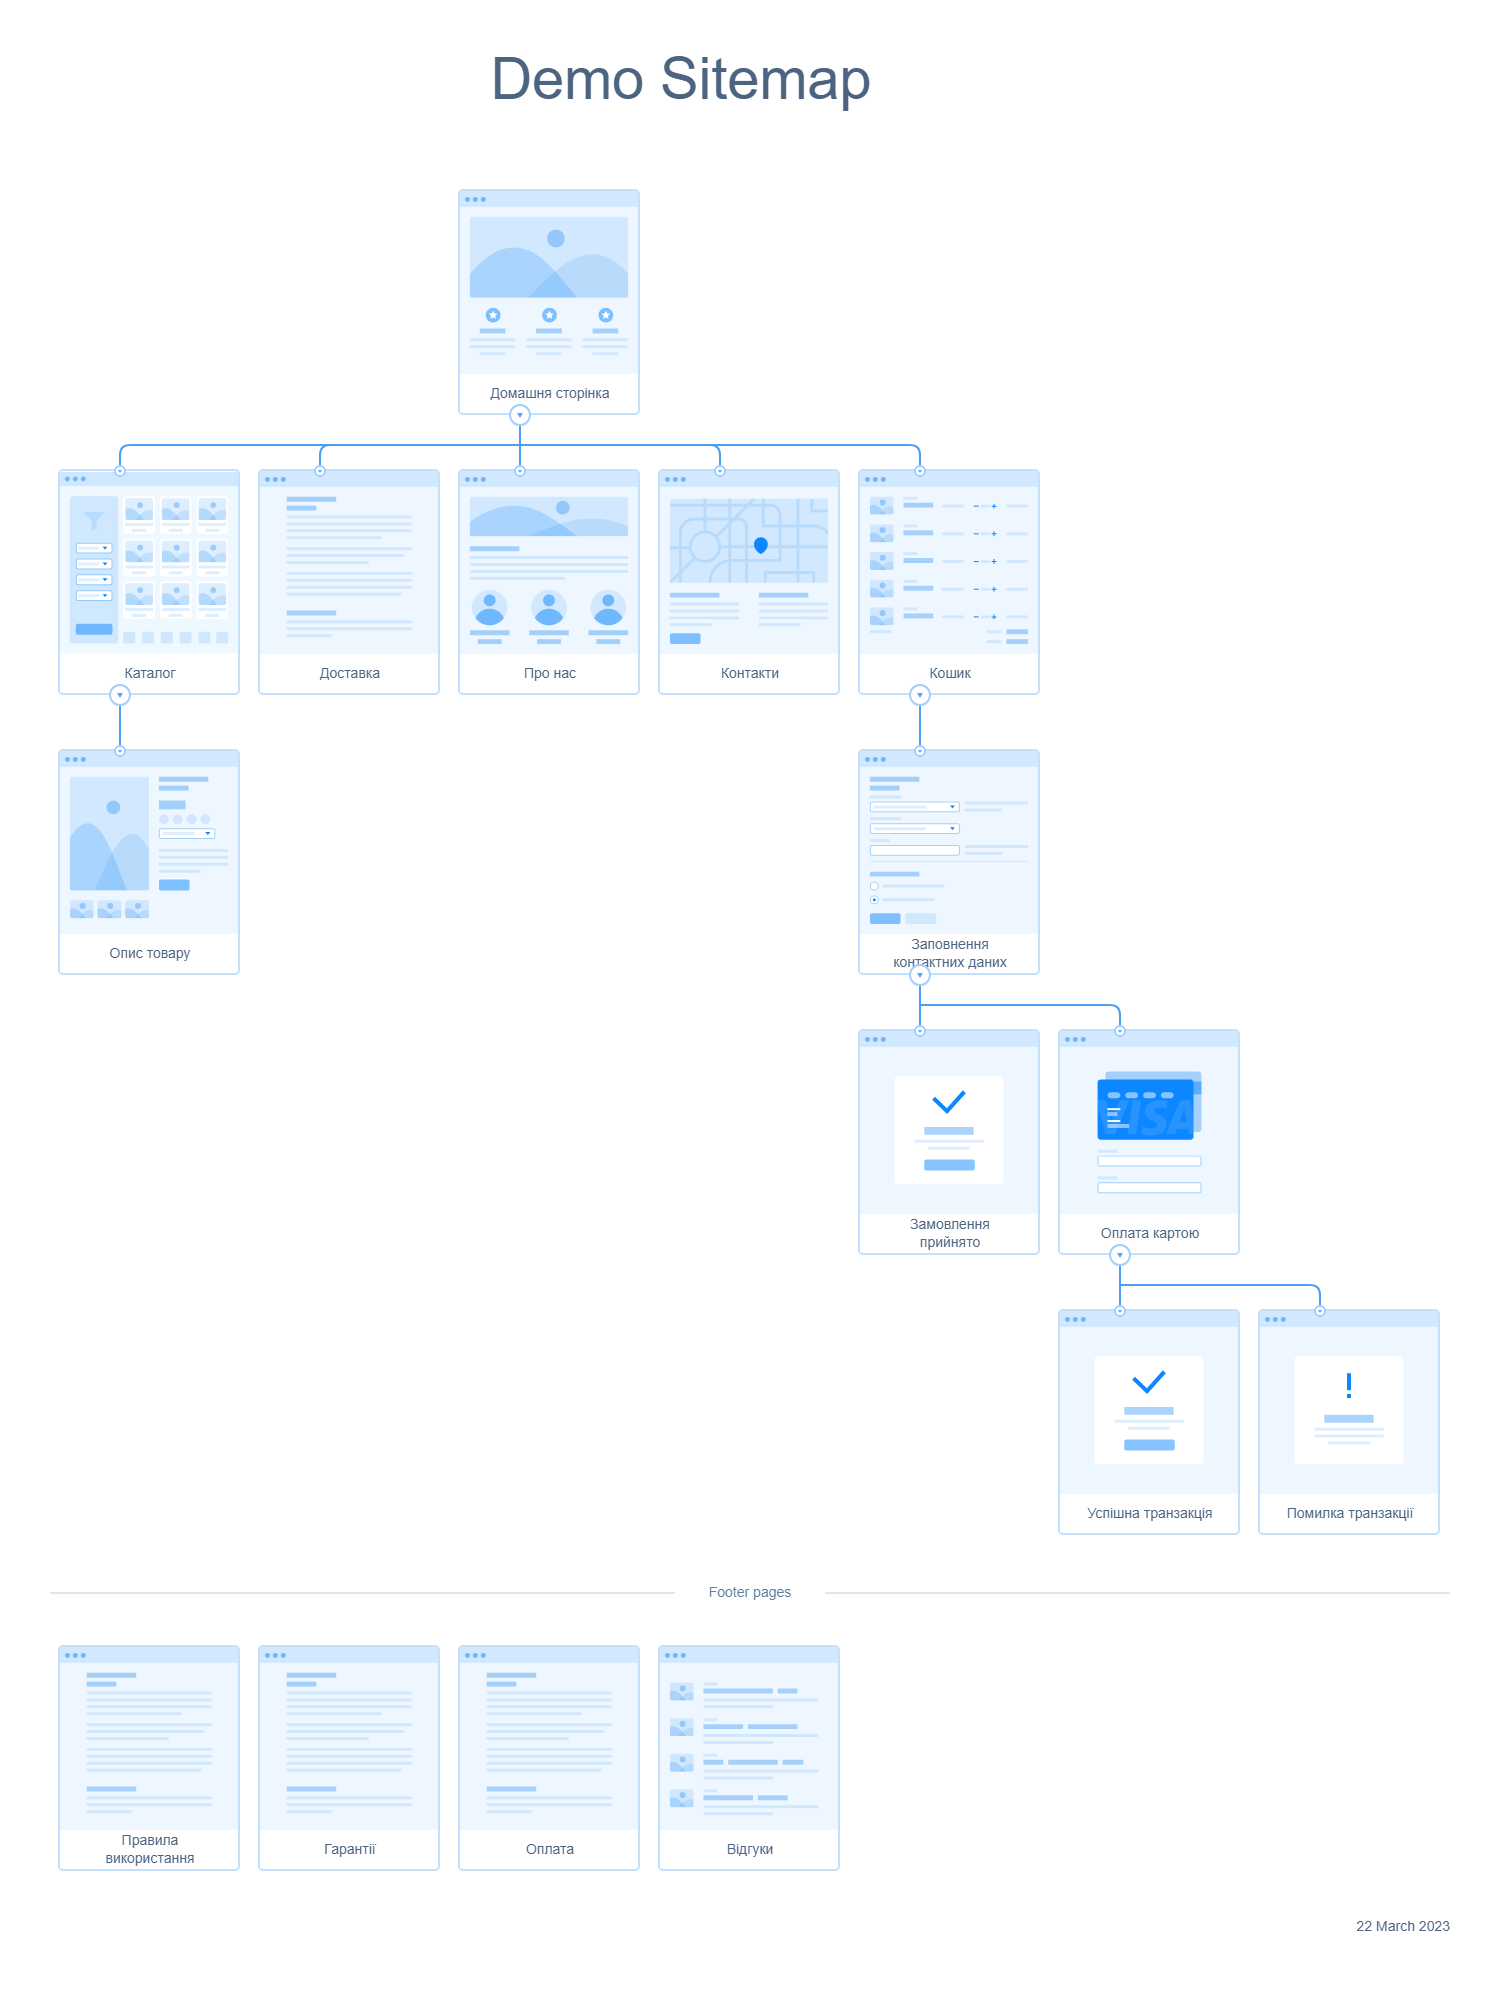 Demo Sitemap
Домашня сторінка
Каталог
Доставка
Про нас
Контакти
Кошик
Опис товару
Заповнення
контактних даних
Замовлення
прийнято
VISA
Оплата картою
Успішна транзакція
Помилка транзакції
Footer pages
Правила
використання
Гарантії
Оплата
Відгуки
22 March 2023